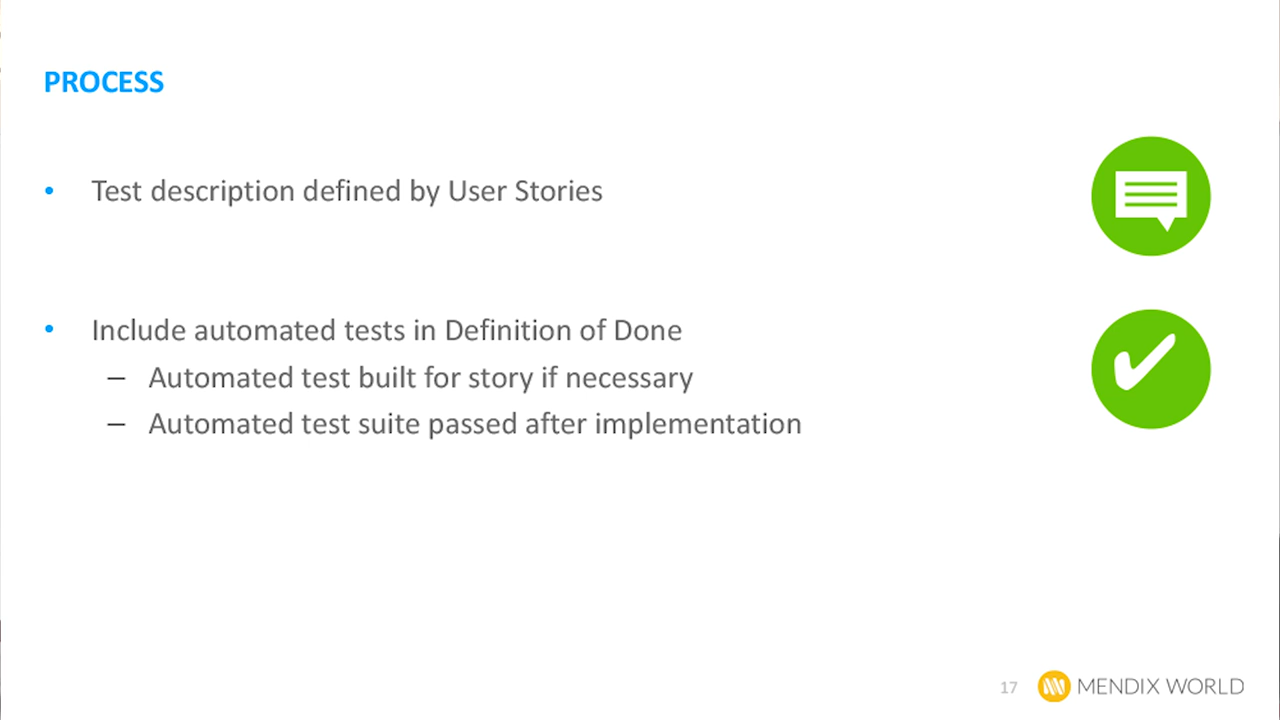 PROCESS
• Test description defined by User Stories
• Include automated tests in Definition of Done
– Automated test built for story if necessary
– Automated test suite passed after implementation
17 MENDIX WORLD